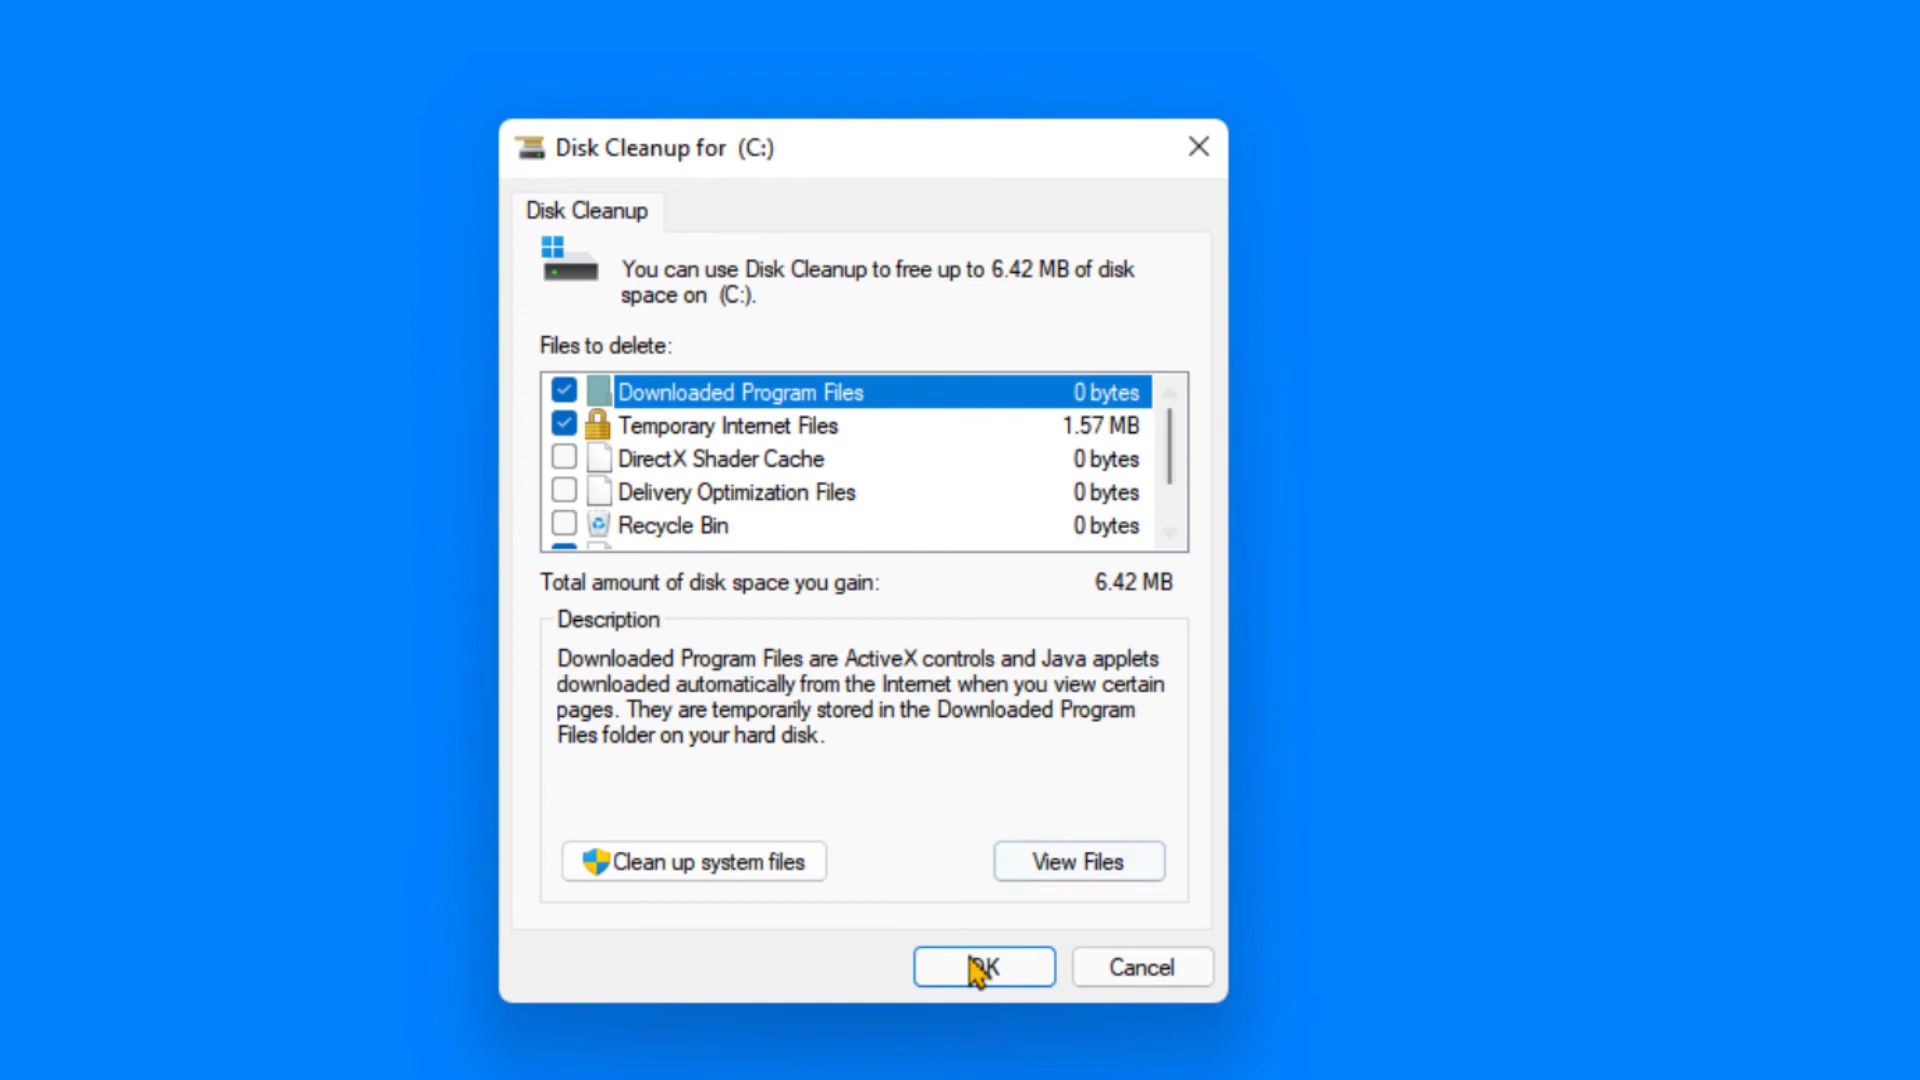 Disk Cleanup for (C:)
Disk Cleanup
You can use Disk Cleanup to free up to 6.42 MB of disk
space on (C:).
Files to delete:
Downloaded Program Files 0 bytes
Temporary Internet Files 1.57 MB
DirectX Shader Cache 0 bytes
Delivery Optimization Files 0 bytes
Recycle Bin 0 bytes
Total amount of disk space you gain: 6.42 MB
Description
Downloaded Program Files are ActiveX controls and Java applets
downloaded automatically from the Internet when you view certain
pages. They are temporarily stored in the Downloaded Program
Files folder on your hard disk.
Clean up system files View Files
OK Cancel